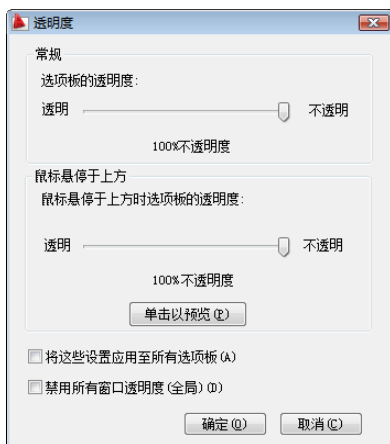 透明度
常规
选项板的透明度:
透明 不透明
100%不透明度
鼠标悬停于上方
鼠标悬停于上方时选项板的透明度:
透明 不透明
100%不透明度
单击以预览(P)
将这些设置应用至所有选项板(A)
禁用所有窗口透明度(全局)(D)
确定(O) 取消(C)